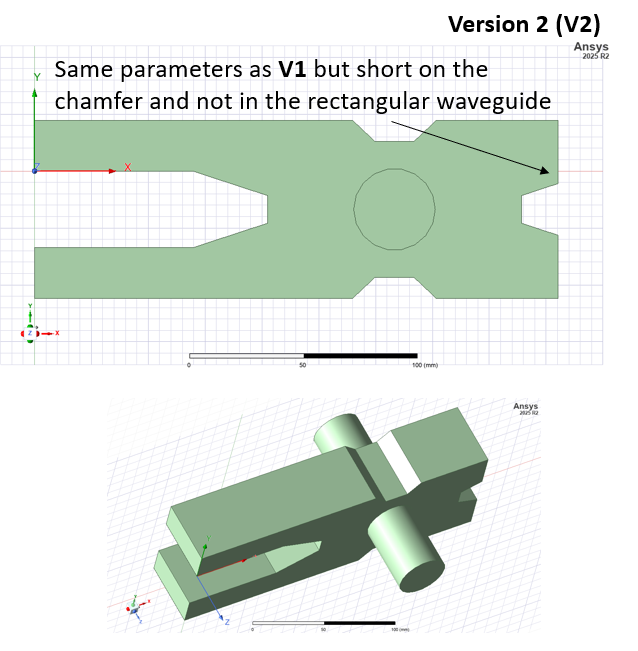 Version 2 (V2)
Ansys
2025 R2
Same parameters as V1 but short on the
chamfer and not in the rectangular waveguide
Y
Z
X
Y
Z
X
0
50
100 (mm)
Ansys
2025 R2
Y
Z
Y
X
Z
0
50
100 (mm)